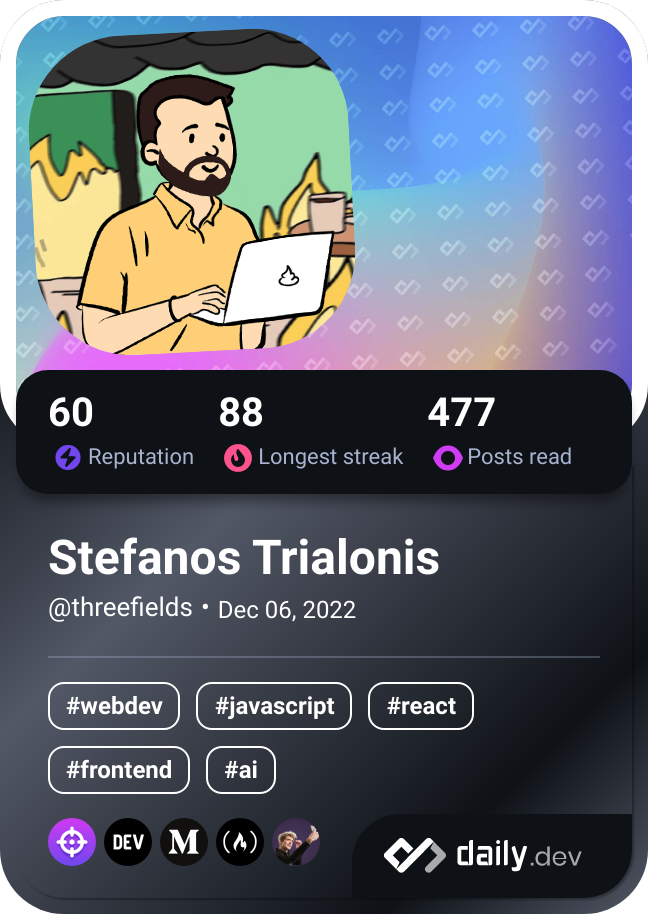 60 88 477
Reputation Longest streak Posts read
Stefanos Trialonis
@threefields • Dec 06, 2022
#webdev #javascript #react
#frontend #ai
DEV M
daily.dev